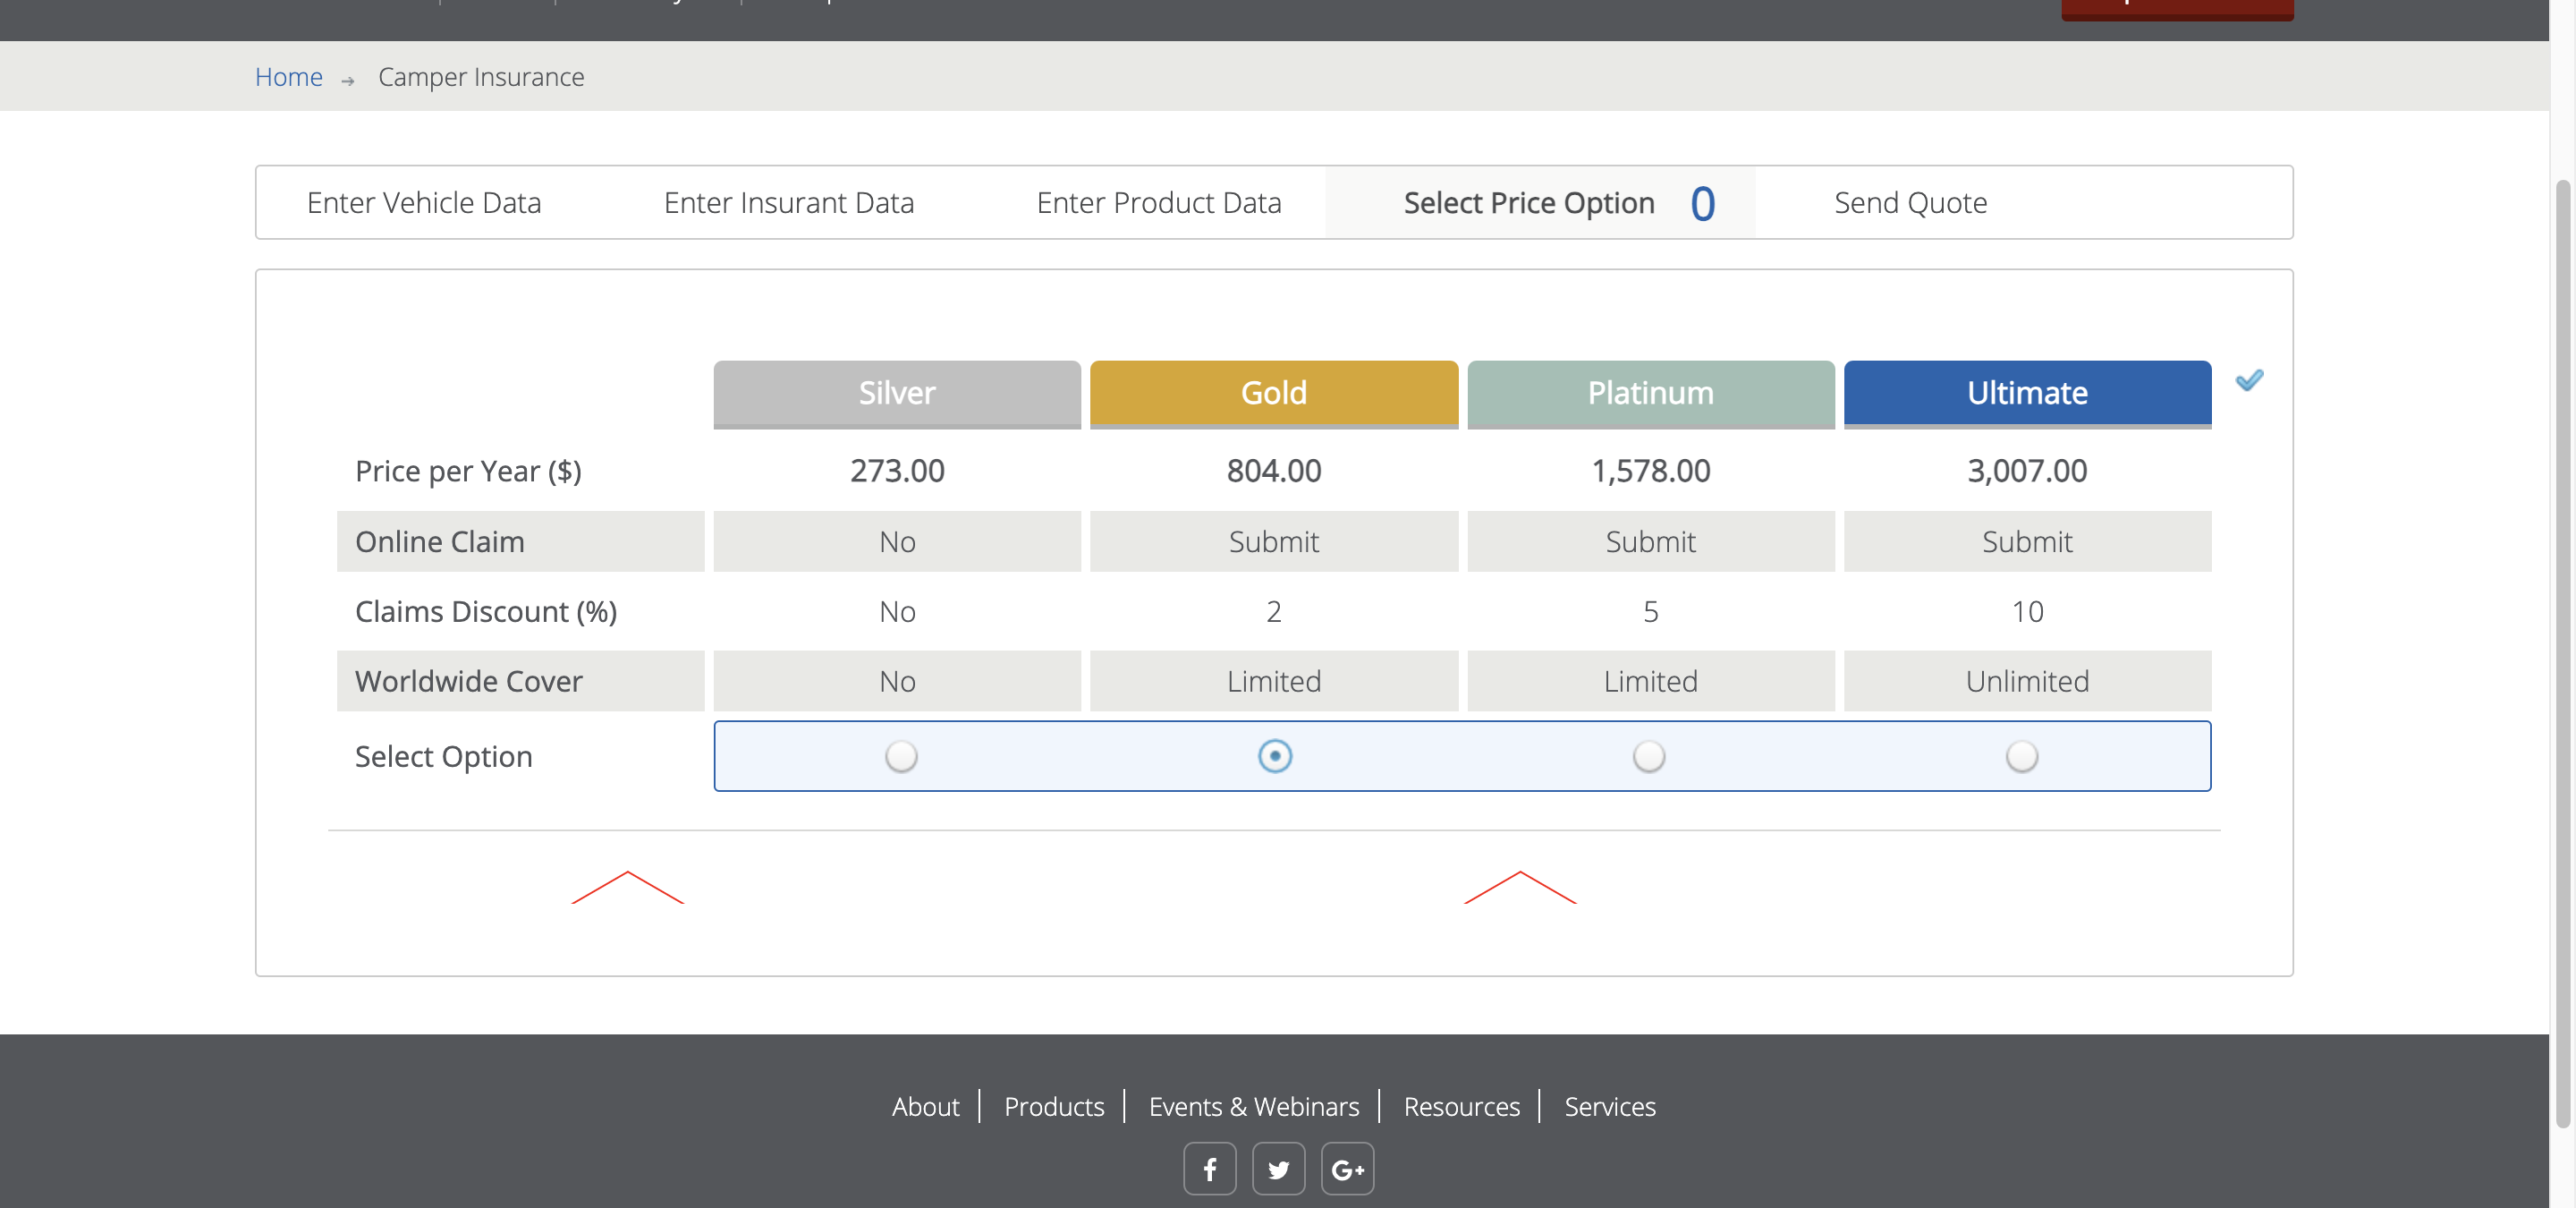 Home → Camper Insurance
Enter Vehicle Data Enter Insurant Data Enter Product Data Select Price Option 0 Send Quote
Silver Gold Platinum Ultimate
Price per Year ($) 273.00 804.00 1,578.00 3,007.00
Online Claim No Submit Submit Submit
Claims Discount (%) No 2 5 10
Worldwide Cover No Limited Limited Unlimited
Select Option
About Products Events & Webinars Resources Services
f G+